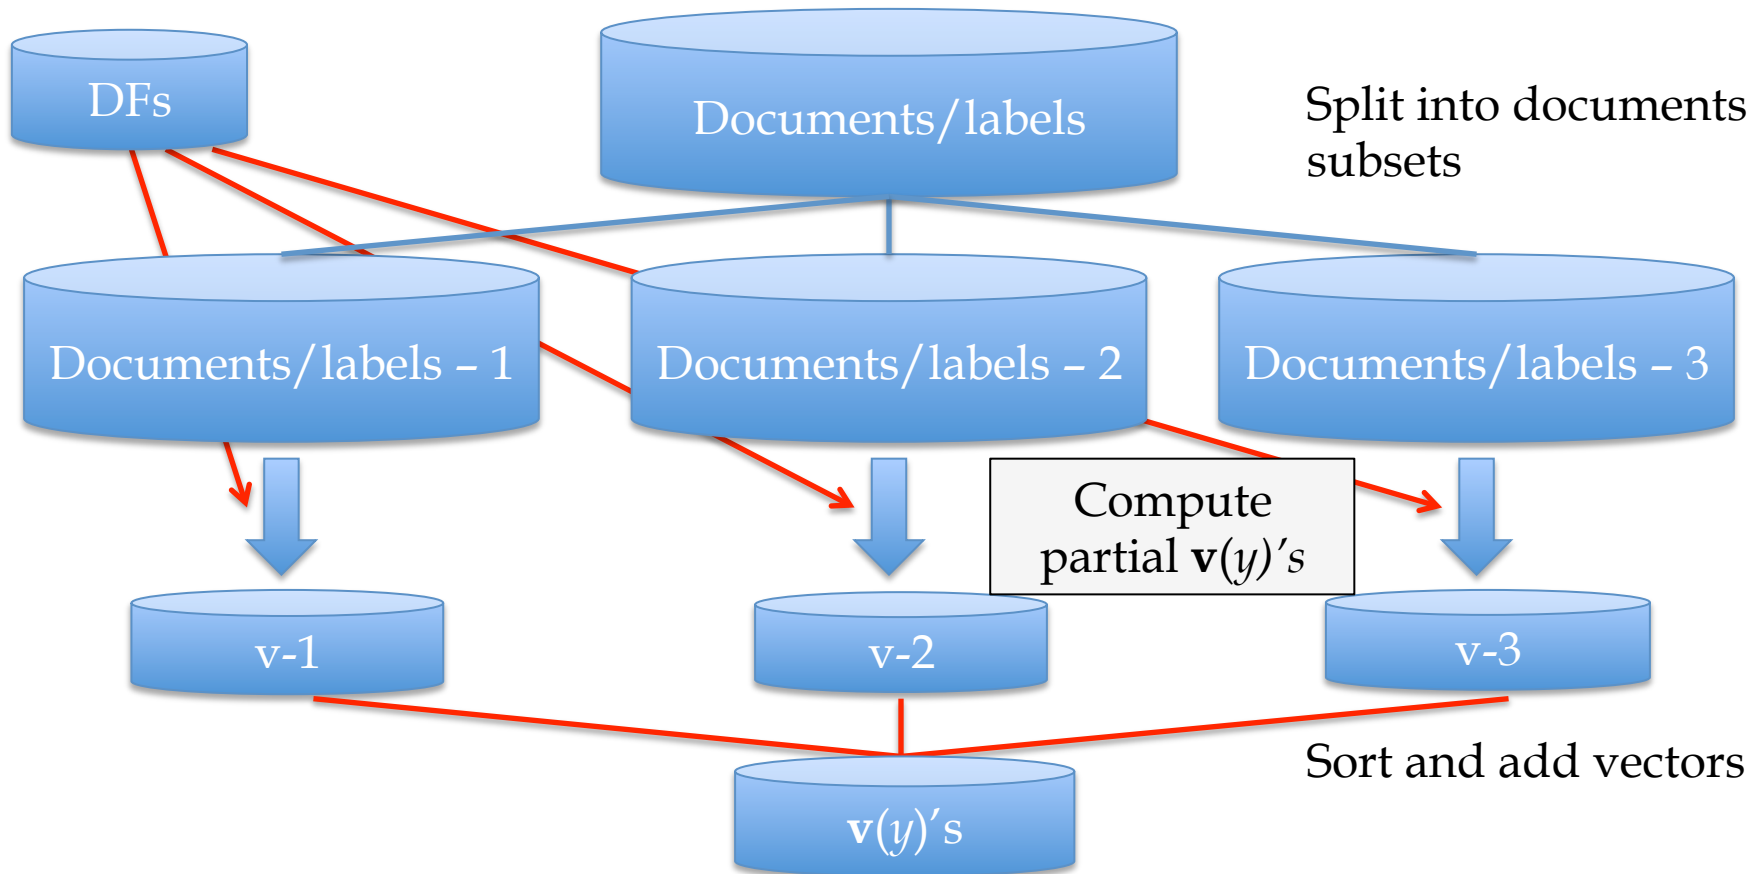 DFs
Documents/labels
Split into documents
subsets
Documents/labels – 1
Documents/labels – 2
Documents/labels – 3
Compute
partial v(y)’s
v-1
v-2
v-3
Sort and add vectors
v(y)’s